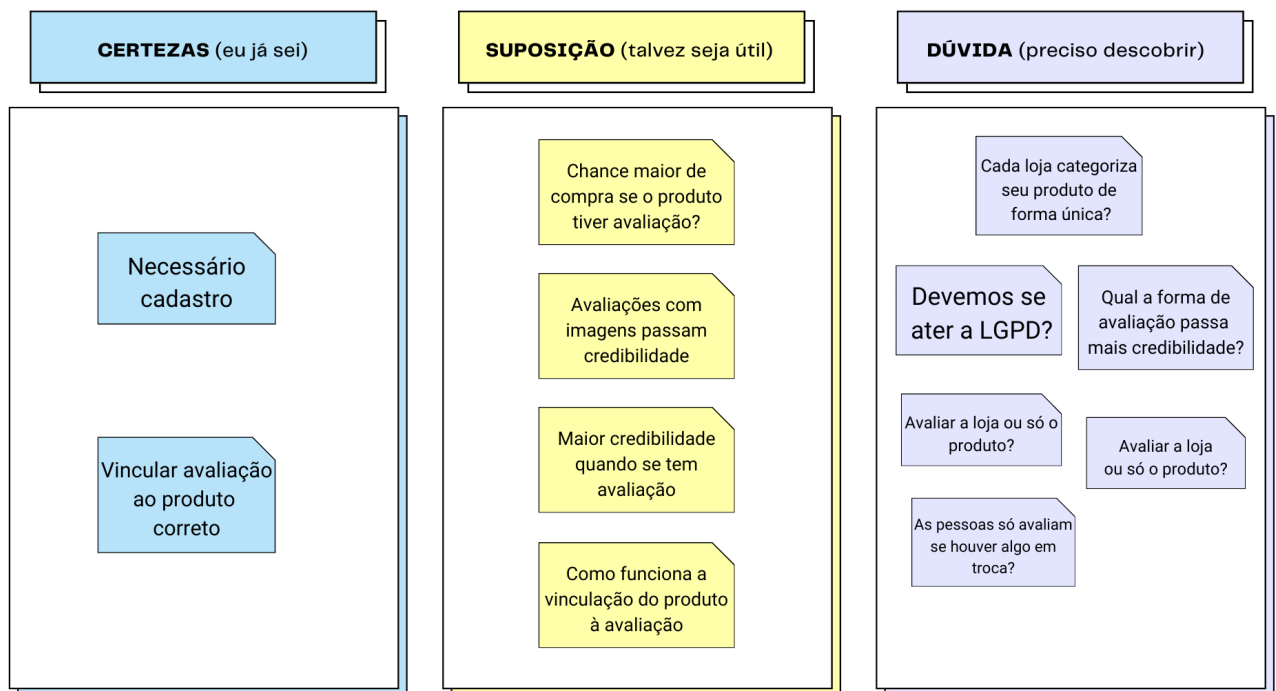 CERTEZAS (eu já sei)
Necessário
cadastro
Vincular avaliação
ao produto
correto
SUPOSIÇÃO (talvez seja útil)
Chance maior de
compra se o produto
tiver avaliação?
Avaliações com
imagens passam
credibilidade
Maior credibilidade
quando se tem
avaliação
Como funciona a
vinculação do produto
à avaliação
DÚVIDA (preciso descobrir)
Cada loja categoriza
seu produto de
forma única?
Devemos se
ater a LGPD?
Qual a forma de
avaliação passa
mais credibilidade?
Avaliar a loja ou só o
produto?
Avaliar a loja
ou só o produto?
As pessoas só avaliam
se houver algo em
troca?